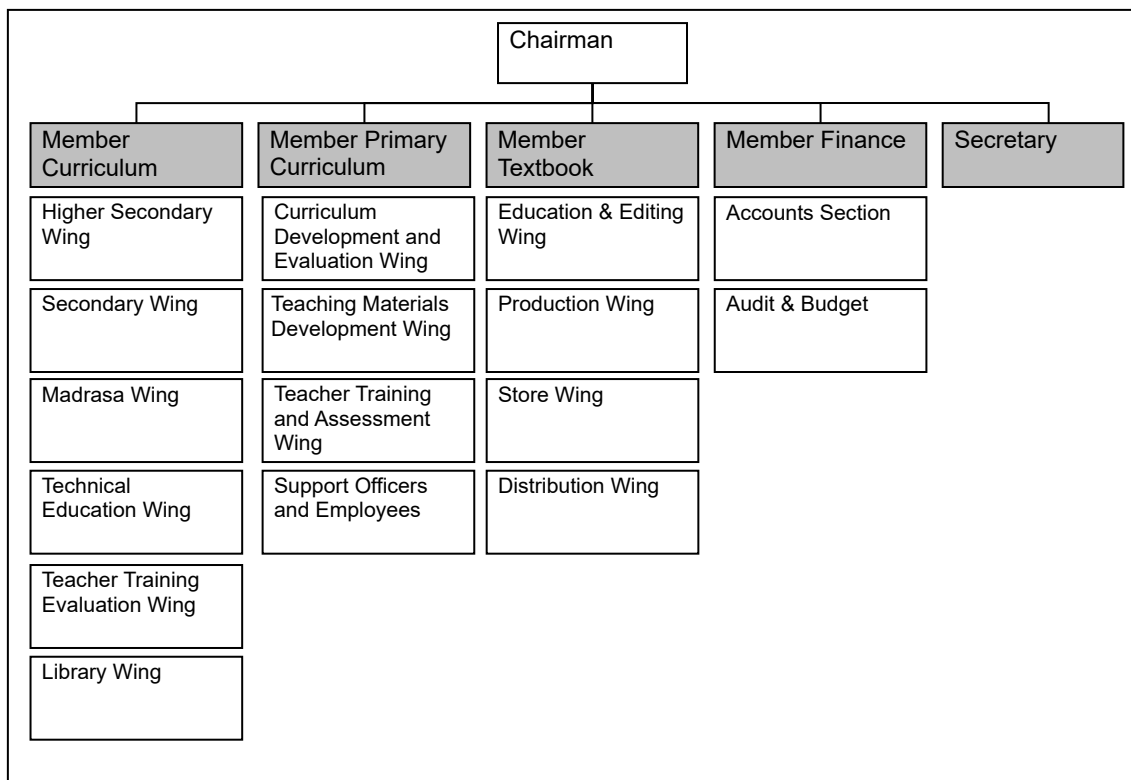 Chairman
Member
Curriculum
Member Primary
Curriculum
Member
Textbook
Member Finance
Secretary
Higher Secondary
Wing
Secondary Wing
Madrasa Wing
Technical
Education Wing
Teacher Training
Evaluation Wing
Library Wing
Curriculum
Development and
Evaluation Wing
Teaching Materials
Development Wing
Teacher Training
and Assessment
Wing
Support Officers
and Employees
Education & Editing
Wing
Production Wing
Store Wing
Distribution Wing
Accounts Section
Audit & Budget